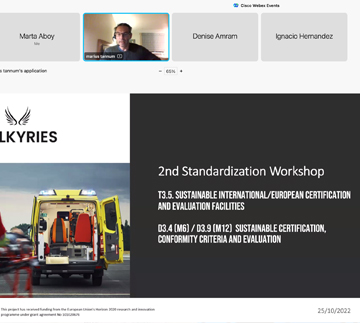 Cisco Webex Events
Marta Aboy
marius tannum
Denise Amram
Ignacio Hernandez
s tannum's application
— 65% +
LKYRIES
2nd Standardization Workshop
T3.5. SUSTAINABLE INTERNATIONAL/EUROPEAN CERTIFICATION
AND EVALUATION FACILITIES
D3.4 (M6) / D3.9 (M12) SUSTAINABLE CERTIFICATION,
CONFORMITY CRITERIA AND EVALUATION
This project has received funding from the European Union's Horizon 2020 research and innovation
programme under grant agreement No
25/10/2022